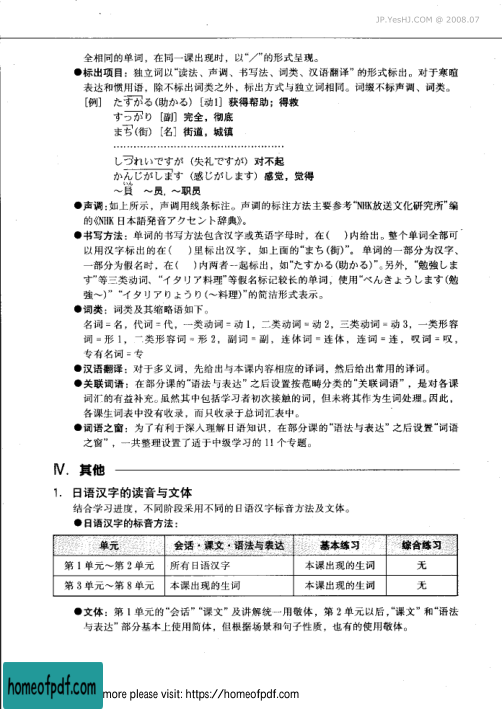 JP.YesHJ.COM @ 2008.07
全相同的单词，在同一课出现时，以“／”的形式呈现。
●标出项目：独立词以“读法、声调、书写法、词类、汉语翻译”的形式标出。对于寒暄
表达和惯用语，除不标出词类之外，标出方式与独立词相同。词缀不标声调、词类。
[例] たすかる(助かる) [动1] 获得帮助；得救
すっかり [副] 完全，彻底
まち(街) [名] 街道，城镇
しつれいですが (失礼ですが) 对不起
かんじがします (感じがします) 感觉，觉得
～員 ～员，～职员
●声调：如上所示，声调用线条标注。声调的标注方法主要参考“NHK放送文化研究所”编
的《NHK日本語発音アクセント辞典》。
●书写方法：单词的书写方法包含汉字或英语字母时，在( )内给出。整个单词全部可
以用汉字标出的在( )里标出汉字，如上面的“まち(街)”。单词的一部分为汉字、
一部分为假名时，在( )内两者一起标出，如“たすかる(助かる)”。另外，“勉強しま
す”等三类动词、“イタリア料理”等假名标记较长的单词，使用“べんきょうします(勉
強～)” “イタリアりょうり(～料理)”的简洁形式表示。
●词类：词类及其缩略语如下。
名词=名，代词=代，一类动词=动1，二类动词=动2，三类动词=动3，一类形容
词=形1，二类形容词=形2，副词=副，连体词=连体，连词=连，叹词=叹，
专有名词=专
●汉语翻译：对于多义词，先给出与本课内容相应的译词，然后给出常用的译词。
●关联词语：在部分课的“语法与表达”之后设置按范畴分类的“关联词语”，是对各课
词汇的有益补充。虽然其中包括学习者初次接触的词，但未将其作为生词处理。因此，
各课生词表中没有收录，而只收录于总词汇表中。
●词语之窗：为了有利于深入理解日语知识，在部分课的“语法与表达”之后设置“词语
之窗”，一共整理设置了适于中级学习的11个专题。
Ⅳ. 其他
1. 日语汉字的读音与文体
结合学习进度，不同阶段采用不同的日语汉字标音方法及文体。
●日语汉字的标音方法：
单元 会话・课文・语法与表达 基本练习 综合练习
第1单元～第2单元 所有日语汉字 本课出现的生词 无
第3单元～第8单元 本课出现的生词 本课出现的生词 无
●文体：第1单元的“会话”“课文”及讲解统一用敬体，第2单元以后，“课文”和“语法
与表达”部分基本上使用简体，但根据场景和句子性质，也有的使用敬体。
homeofpdf.com
more please visit: https://homeofpdf.com